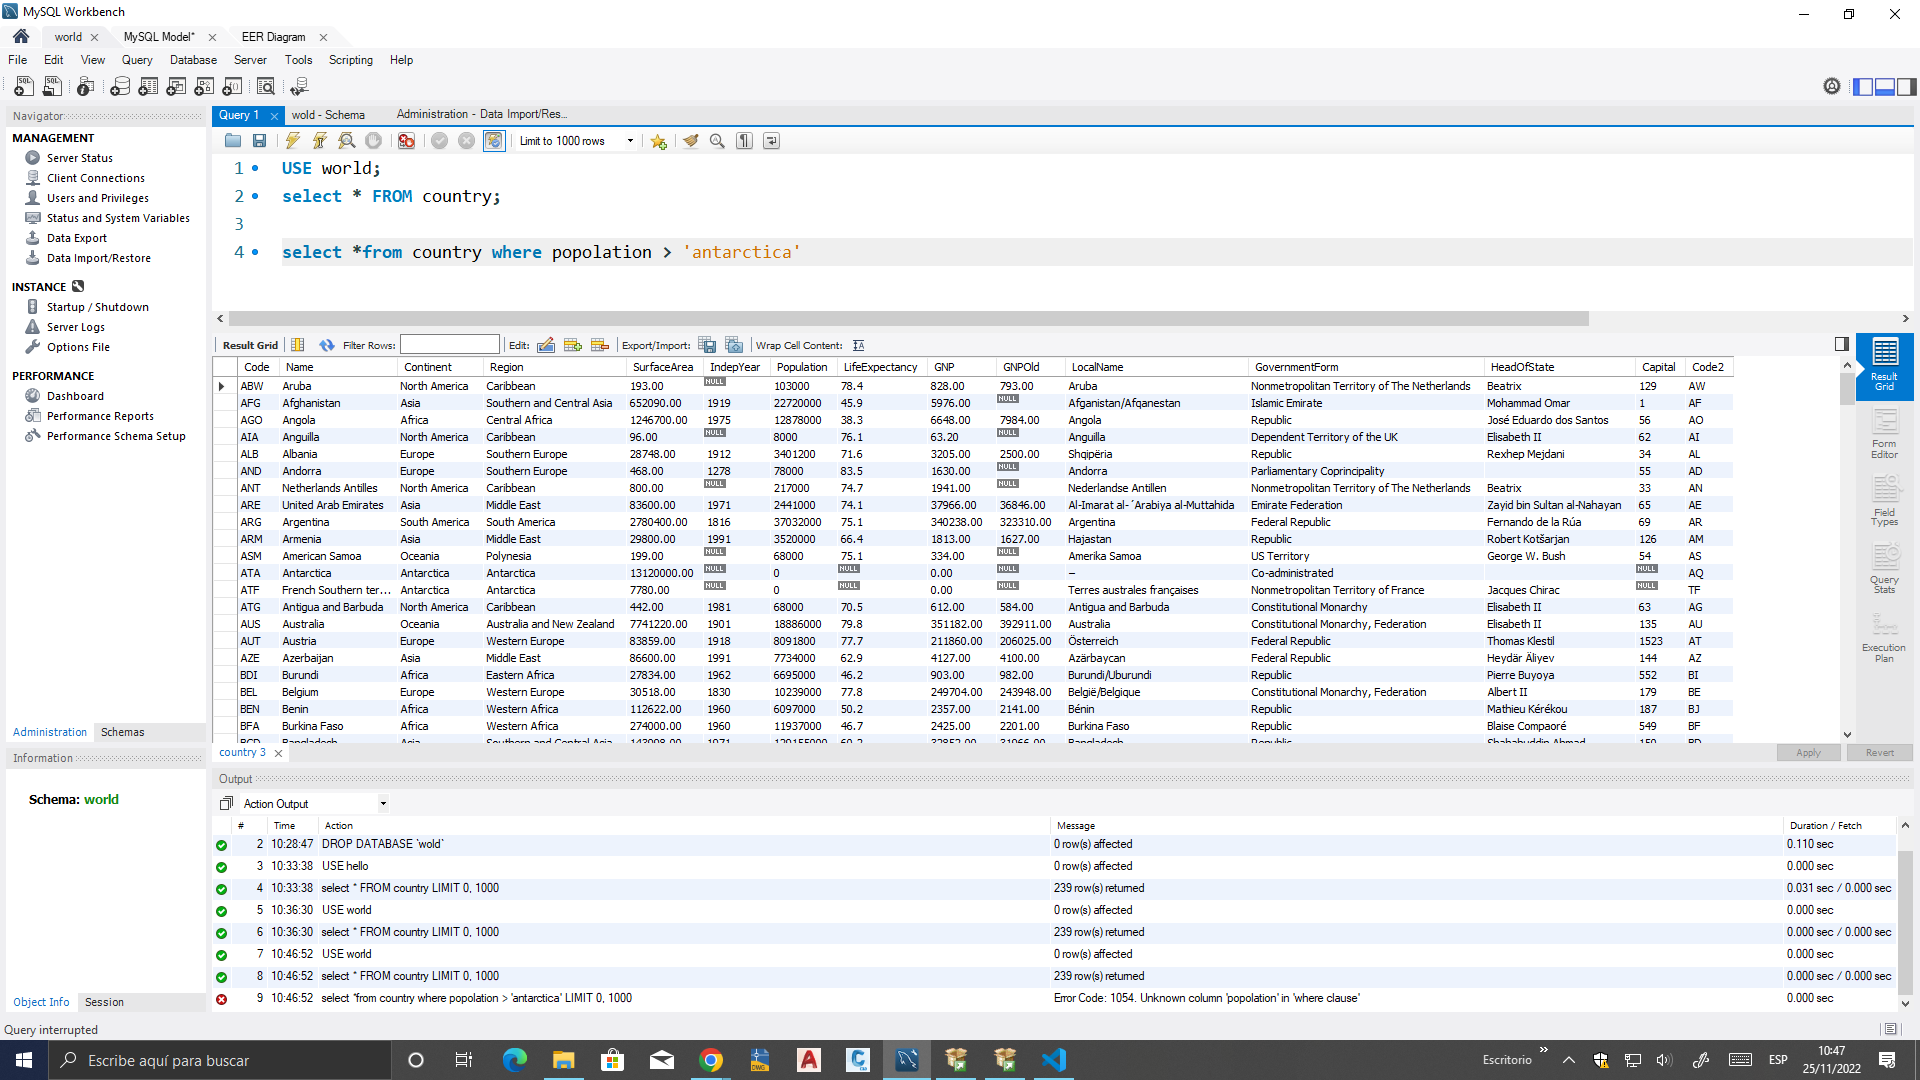 MySQL Workbench
world
MySQL Model*
EER Diagram
File Edit View Query Database Server Tools Scripting Help
Navigator
MANAGEMENT
Server Status
Client Connections
Users and Privileges
Status and System Variables
Data Export
Data Import/Restore
INSTANCE
Startup / Shutdown
Server Logs
Options File
PERFORMANCE
Dashboard
Performance Reports
Performance Schema Setup
Administration Schemas
Information
Schema: world
Object Info Session
Query interrupted
Query 1
wold - Schema
Administration - Data Import/Res...
Limit to 1000 rows
1 USE world;
2 select * FROM country;
3
4 select *from country where popolation > 'antarctica'
Result Grid Filter Rows: Edit: Export/Import: Wrap Cell Content:
Code Name Continent Region SurfaceArea IndepYear Population LifeExpectancy GNP GNPOld LocalName GovernmentForm HeadOfState Capital Code2
ABW Aruba North America Caribbean 193.00 NULL 103000 78.4 828.00 793.00 Aruba Nonmetropolitan Territory of The Netherlands Beatrix 129 AW
AFG Afghanistan Asia Southern and Central Asia 652090.00 1919 22720000 45.9 5976.00 NULL Afganistan/Afqanestan Islamic Emirate Mohammad Omar 1 AF
AGO Angola Africa Central Africa 1246700.00 1975 12878000 38.3 6648.00 7984.00 Angola Republic José Eduardo dos Santos 56 AO
AIA Anguilla North America Caribbean 96.00 NULL 8000 76.1 63.20 NULL Anguilla Dependent Territory of the UK Elisabeth II 62 AI
ALB Albania Europe Southern Europe 28748.00 1912 3401200 71.6 3205.00 2500.00 Shqipëria Republic Rexhep Mejdani 34 AL
AND Andorra Europe Southern Europe 468.00 1278 78000 83.5 1630.00 NULL Andorra Parliamentary Coprincipality 55 AD
ANT Netherlands Antilles North America Caribbean 800.00 NULL 217000 74.7 1941.00 NULL Nederlandse Antillen Nonmetropolitan Territory of The Netherlands Beatrix 33 AN
ARE United Arab Emirates Asia Middle East 83600.00 1971 2441000 74.1 37966.00 36846.00 Al-Imarat al-´Arabiya al-Muttahida Emirate Federation Zayid bin Sultan al-Nahayan 65 AE
ARG Argentina South America South America 2780400.00 1816 37032000 75.1 340238.00 323310.00 Argentina Federal Republic Fernando de la Rúa 69 AR
ARM Armenia Asia Middle East 29800.00 1991 3520000 66.4 1813.00 1627.00 Hajastan Republic Robert Kotšarjan 126 AM
ASM American Samoa Oceania Polynesia 199.00 NULL 68000 75.1 334.00 NULL Amerika Samoa US Territory George W. Bush 54 AS
ATA Antarctica Antarctica Antarctica 13120000.00 NULL 0 NULL 0.00 NULL – Co-administrated NULL AQ
ATF French Southern ter... Antarctica Antarctica 7780.00 NULL 0 NULL 0.00 NULL Terres australes françaises Nonmetropolitan Territory of France Jacques Chirac NULL TF
ATG Antigua and Barbuda North America Caribbean 442.00 1981 68000 70.5 612.00 584.00 Antigua and Barbuda Constitutional Monarchy Elisabeth II 63 AG
AUS Australia Oceania Australia and New Zealand 7741220.00 1901 18886000 79.8 351182.00 392911.00 Australia Constitutional Monarchy, Federation Elisabeth II 135 AU
AUT Austria Europe Western Europe 83859.00 1918 8091800 77.7 211860.00 206025.00 Österreich Federal Republic Thomas Klestil 1523 AT
AZE Azerbaijan Asia Middle East 86600.00 1991 7734000 62.9 4127.00 4100.00 Azärbaycan Federal Republic Heydär Äliyev 144 AZ
BDI Burundi Africa Eastern Africa 27834.00 1962 6695000 46.2 903.00 982.00 Burundi/Uburundi Republic Pierre Buyoya 552 BI
BEL Belgium Europe Western Europe 30518.00 1830 10239000 77.8 249704.00 243948.00 België/Belgique Constitutional Monarchy, Federation Albert II 179 BE
BEN Benin Africa Western Africa 112622.00 1960 6097000 50.2 2357.00 2141.00 Bénin Republic Mathieu Kérékou 187 BJ
BFA Burkina Faso Africa Western Africa 274000.00 1960 11937000 46.7 2425.00 2201.00 Burkina Faso Republic Blaise Compaoré 549 BF
Result Grid
Form Editor
Field Types
Query Stats
Execution Plan
country 3
Apply Revert
Output
Action Output
# Time Action Message Duration / Fetch
2 10:28:47 DROP DATABASE `wold` 0 row(s) affected 0.110 sec
3 10:33:38 USE hello 0 row(s) affected 0.000 sec
4 10:33:38 select * FROM country LIMIT 0, 1000 239 row(s) returned 0.031 sec / 0.000 sec
5 10:36:30 USE world 0 row(s) affected 0.000 sec
6 10:36:30 select * FROM country LIMIT 0, 1000 239 row(s) returned 0.000 sec / 0.000 sec
7 10:46:52 USE world 0 row(s) affected 0.000 sec
8 10:46:52 select * FROM country LIMIT 0, 1000 239 row(s) returned 0.000 sec / 0.000 sec
9 10:46:52 select *from country where popolation > 'antarctica' LIMIT 0, 1000 Error Code: 1054. Unknown column 'popolation' in 'where clause' 0.000 sec
Escribe aquí para buscar
Escritorio
ESP
10:47
25/11/2022